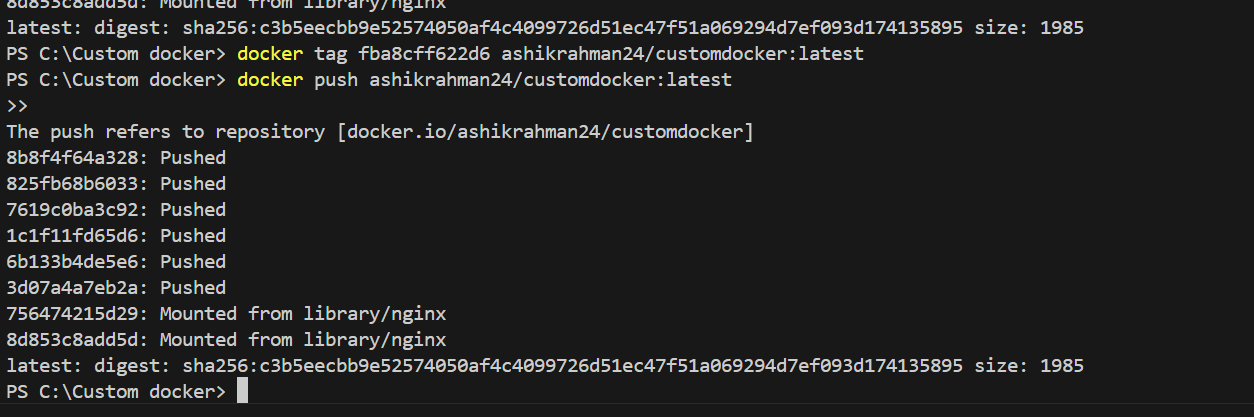 8d853c8add5d: Mounted from library/nginx
latest: digest: sha256:c3b5eecbb9e52574050af4c4099726d51ec47f51a069294d7ef093d174135895 size: 1985
PS C:\Custom docker> docker tag fba8cff622d6 ashikrahman24/customdocker:latest
PS C:\Custom docker> docker push ashikrahman24/customdocker:latest
>>
The push refers to repository [docker.io/ashikrahman24/customdocker]
8b8f4f64a328: Pushed
825fb68b6033: Pushed
7619c0ba3c92: Pushed
1c1f11fd65d6: Pushed
6b133b4de5e6: Pushed
3d07a4a7eb2a: Pushed
756474215d29: Mounted from library/nginx
8d853c8add5d: Mounted from library/nginx
latest: digest: sha256:c3b5eecbb9e52574050af4c4099726d51ec47f51a069294d7ef093d174135895 size: 1985
PS C:\Custom docker>